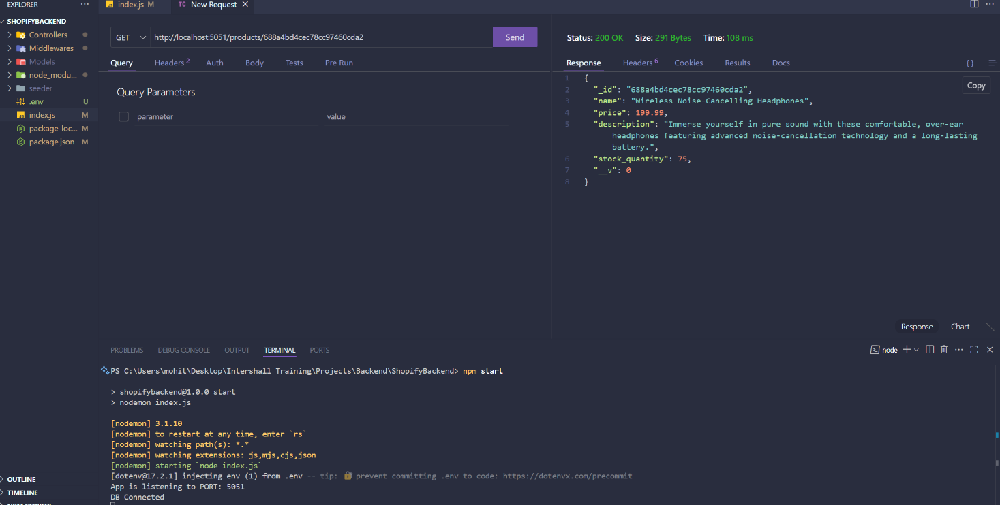 EXPLORER ...
SHOPIFYBACKEND
Controllers
Middlewares
Models
node_modu...
seeder
.env U
index.js M
package-loc... M
package.json M
OUTLINE
TIMELINE
NPM SCRIPTS
JS index.js M TC New Request
GET http://localhost:5051/products/688a4bd4cec78cc97460cda2 Send
Query Headers 2 Auth Body Tests Pre Run
Query Parameters
parameter value
Status: 200 OK Size: 291 Bytes Time: 108 ms
Response Headers 6 Cookies Results Docs { }
Copy
1 {
2 "_id": "688a4bd4cec78cc97460cda2",
3 "name": "Wireless Noise-Cancelling Headphones",
4 "price": 199.99,
5 "description": "Immerse yourself in pure sound with these comfortable, over-ear
headphones featuring advanced noise-cancellation technology and a long-lasting
battery.",
6 "stock_quantity": 75,
7 "__v": 0
8 }
Response Chart
PROBLEMS DEBUG CONSOLE OUTPUT TERMINAL PORTS
node
PS C:\Users\mohit\Desktop\Intershall Training\Projects\Backend\ShopifyBackend> npm start
> shopifybackend@1.0.0 start
> nodemon index.js
[nodemon] 3.1.10
[nodemon] to restart at any time, enter `rs`
[nodemon] watching path(s): *.*
[nodemon] watching extensions: js,mjs,cjs,json
[nodemon] starting `node index.js`
[dotenv@17.2.1] injecting env (1) from .env -- tip: 🔐 prevent committing .env to code: https://dotenvx.com/precommit
App is listening to PORT: 5051
DB Connected